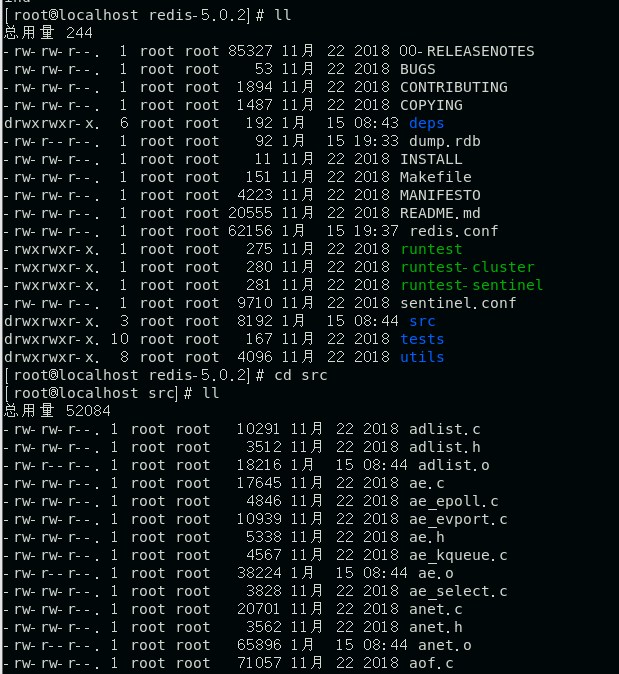 [root@localhost redis-5.0.2]# ll
总用量 244
-rw-rw-r--.  1 root root 85327 11月  22 2018 00-RELEASENOTES
-rw-rw-r--.  1 root root    53 11月  22 2018 BUGS
-rw-rw-r--.  1 root root  1894 11月  22 2018 CONTRIBUTING
-rw-rw-r--.  1 root root  1487 11月  22 2018 COPYING
drwxrwxr-x.  6 root root   192 1月   15 08:43 deps
-rw-r--r--.  1 root root    92 1月   15 19:33 dump.rdb
-rw-rw-r--.  1 root root    11 11月  22 2018 INSTALL
-rw-rw-r--.  1 root root   151 11月  22 2018 Makefile
-rw-rw-r--.  1 root root  4223 11月  22 2018 MANIFESTO
-rw-rw-r--.  1 root root 20555 11月  22 2018 README.md
-rw-rw-r--.  1 root root 62156 1月   15 19:37 redis.conf
-rwxrwxr-x.  1 root root   275 11月  22 2018 runtest
-rwxrwxr-x.  1 root root   280 11月  22 2018 runtest-cluster
-rwxrwxr-x.  1 root root   281 11月  22 2018 runtest-sentinel
-rw-rw-r--.  1 root root  9710 11月  22 2018 sentinel.conf
drwxrwxr-x.  3 root root  8192 1月   15 08:44 src
drwxrwxr-x. 10 root root   167 11月  22 2018 tests
drwxrwxr-x.  8 root root  4096 11月  22 2018 utils
[root@localhost redis-5.0.2]# cd src
[root@localhost src]# ll
总用量 52084
-rw-rw-r--. 1 root root   10291 11月  22 2018 adlist.c
-rw-rw-r--. 1 root root    3512 11月  22 2018 adlist.h
-rw-r--r--. 1 root root   18216 1月   15 08:44 adlist.o
-rw-rw-r--. 1 root root   17645 11月  22 2018 ae.c
-rw-rw-r--. 1 root root    4846 11月  22 2018 ae_epoll.c
-rw-rw-r--. 1 root root   10939 11月  22 2018 ae_evport.c
-rw-rw-r--. 1 root root    5338 11月  22 2018 ae.h
-rw-rw-r--. 1 root root    4567 11月  22 2018 ae_kqueue.c
-rw-r--r--. 1 root root   38224 1月   15 08:44 ae.o
-rw-rw-r--. 1 root root    3828 11月  22 2018 ae_select.c
-rw-rw-r--. 1 root root   20701 11月  22 2018 anet.c
-rw-rw-r--. 1 root root    3562 11月  22 2018 anet.h
-rw-r--r--. 1 root root   65896 1月   15 08:44 anet.o
-rw-rw-r--. 1 root root   71057 11月  22 2018 aof.c